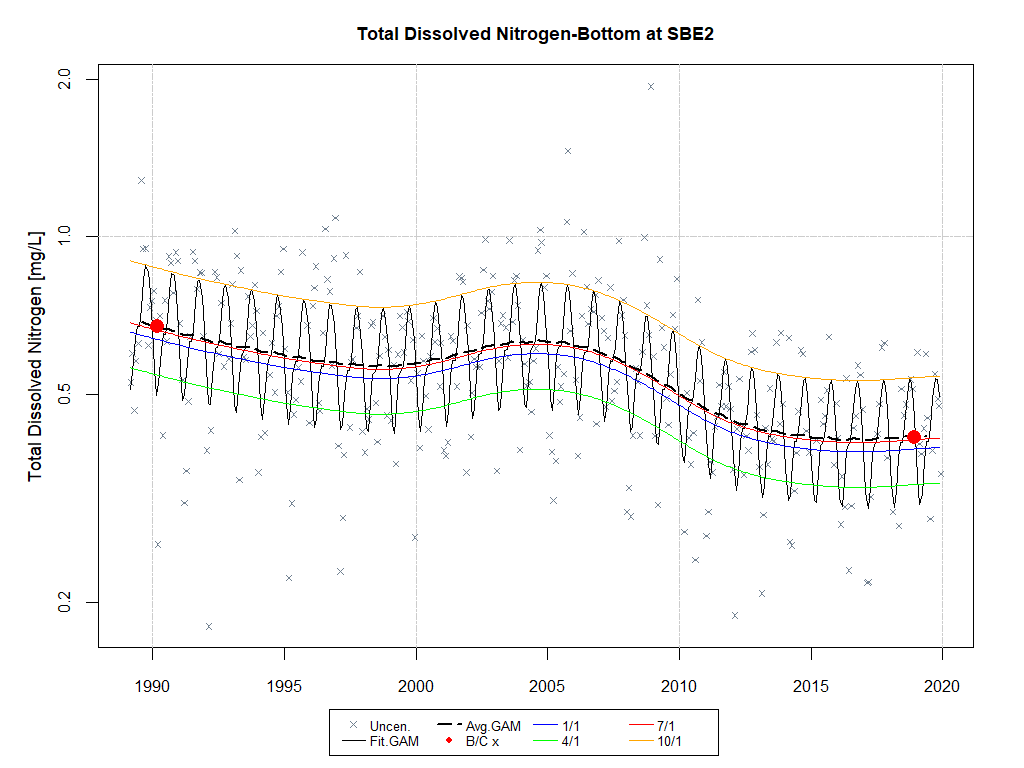 Total Dissolved Nitrogen-Bottom at SBE2
Total Dissolved Nitrogen [mg/L]
2.0
1.0
0.5
0.2
1990 1995 2000 2005 2010 2015 2020
Uncen. Avg.GAM 1/1 7/1
Fit.GAM B/C x 4/1 10/1